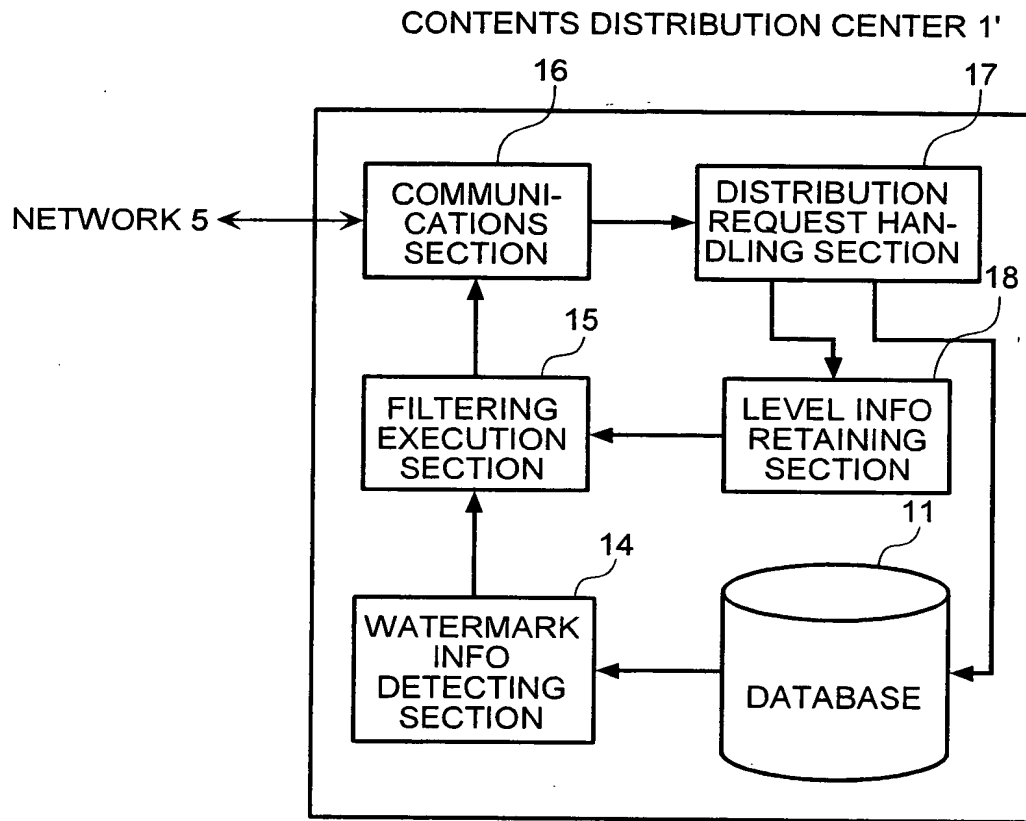 CONTENTS DISTRIBUTION CENTER 1'
16
17
COMMUNI-
CATIONS
SECTION
DISTRIBUTION
REQUEST HAN-
DLING SECTION
NETWORK 5
15
18
FILTERING
EXECUTION
SECTION
LEVEL INFO
RETAINING
SECTION
14
11
WATERMARK
INFO
DETECTING
SECTION
DATABASE